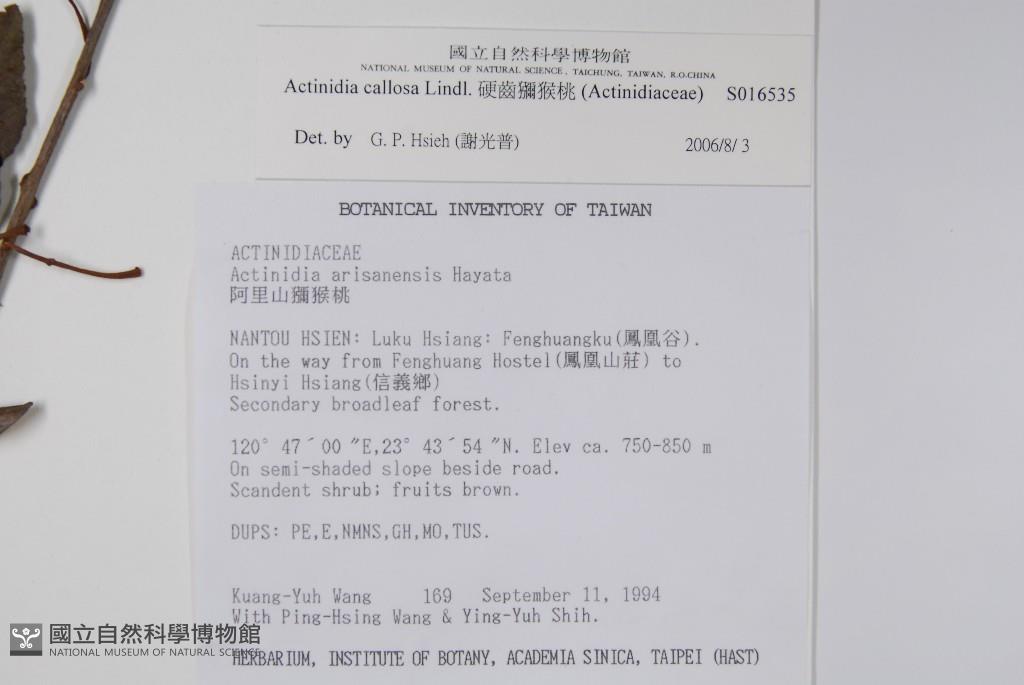 國立自然科學博物館
NATIONAL MUSEUM OF NATURAL SCIENCE, TAICHUNG, TAIWAN, R.O.CHINA
Actinidia callosa Lindl. 硬齒獼猴桃 (Actinidiaceae) S016535
Det. by G. P. Hsieh (謝光普) 2006/8/ 3
BOTANICAL INVENTORY OF TAIWAN
ACTINIDIACEAE
Actinidia arisanensis Hayata
阿里山獼猴桃
NANTOU HSIEN: Luku Hsiang: Fenghuangku(鳳凰谷).
On the way from Fenghuang Hostel(鳳凰山莊) to
Hsinyi Hsiang(信義鄉)
Secondary broadleaf forest.
120° 47´00 "E,23° 43´54 "N. Elev ca. 750-850 m
On semi-shaded slope beside road.
Scandent shrub; fruits brown.
DUPS: PE,E,NMNS,GH,MO,TUS.
Kuang-Yuh Wang 169 September 11, 1994
With Ping-Hsing Wang & Ying-Yuh Shih.
HERBARIUM, INSTITUTE OF BOTANY, ACADEMIA SINICA, TAIPEI (HAST)
國立自然科學博物館
NATIONAL MUSEUM OF NATURAL SCIENCE